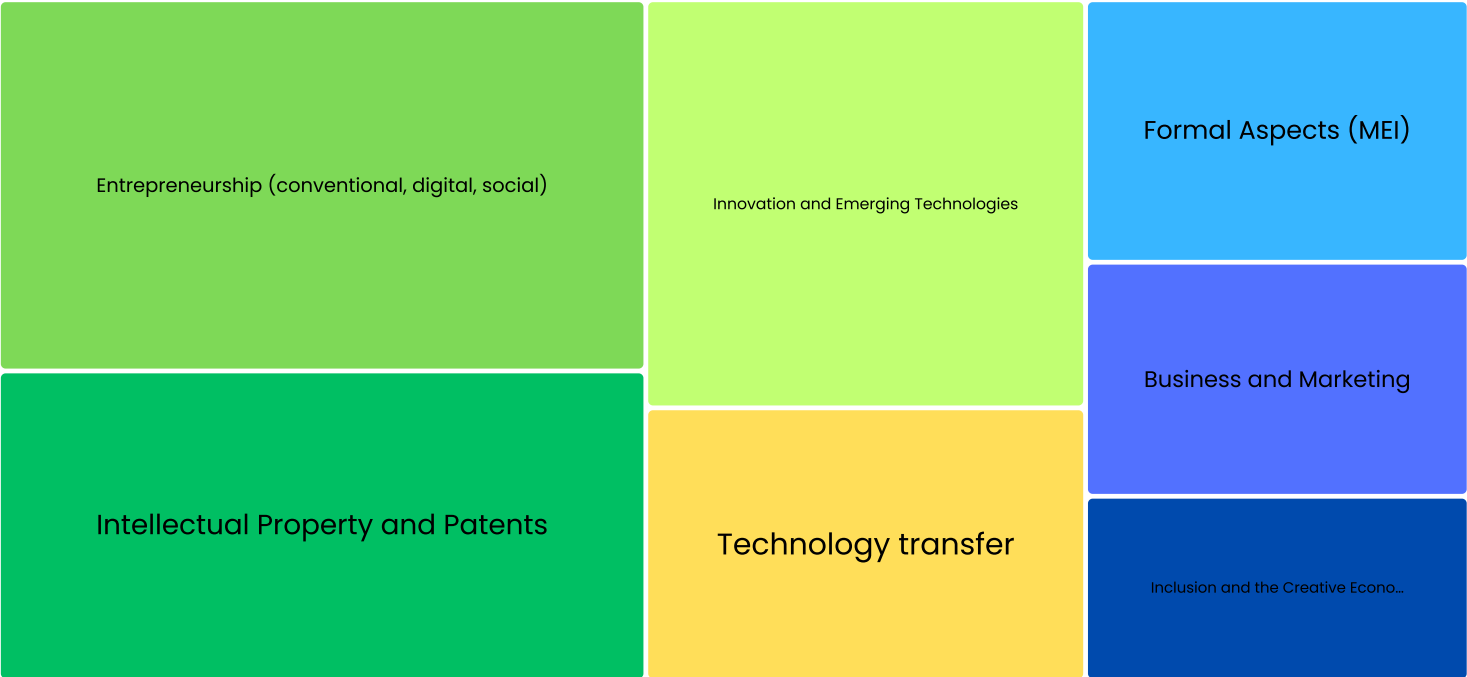 Entrepreneurship (conventional, digital, social)
Intellectual Property and Patents
Innovation and Emerging Technologies
Technology transfer
Formal Aspects (MEI)
Business and Marketing
Inclusion and the Creative Econo...